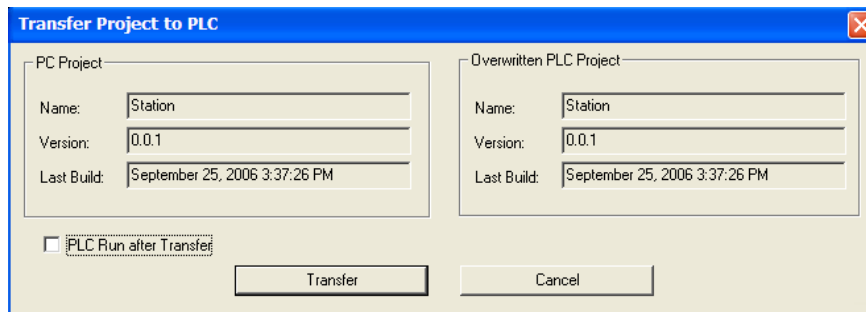 Transfer Project to PLC
PC Project
Name: Station
Version: 0.0.1
Last Build: September 25, 2006 3:37:26 PM
Overwritten PLC Project
Name: Station
Version: 0.0.1
Last Build: September 25, 2006 3:37:26 PM
PLC Run after Transfer
Transfer
Cancel